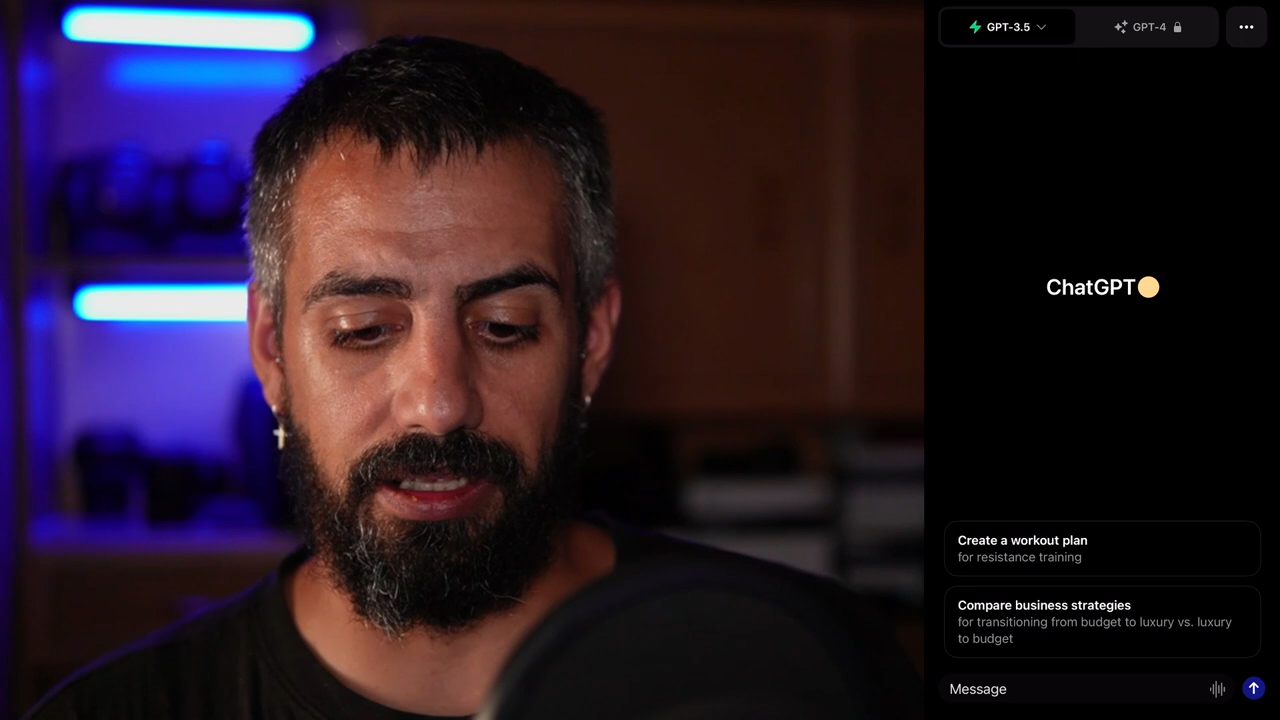 GPT-3.5
GPT-4
ChatGPT
Create a workout plan
for resistance training
Compare business strategies
for transitioning from budget to luxury vs. luxury
to budget
Message